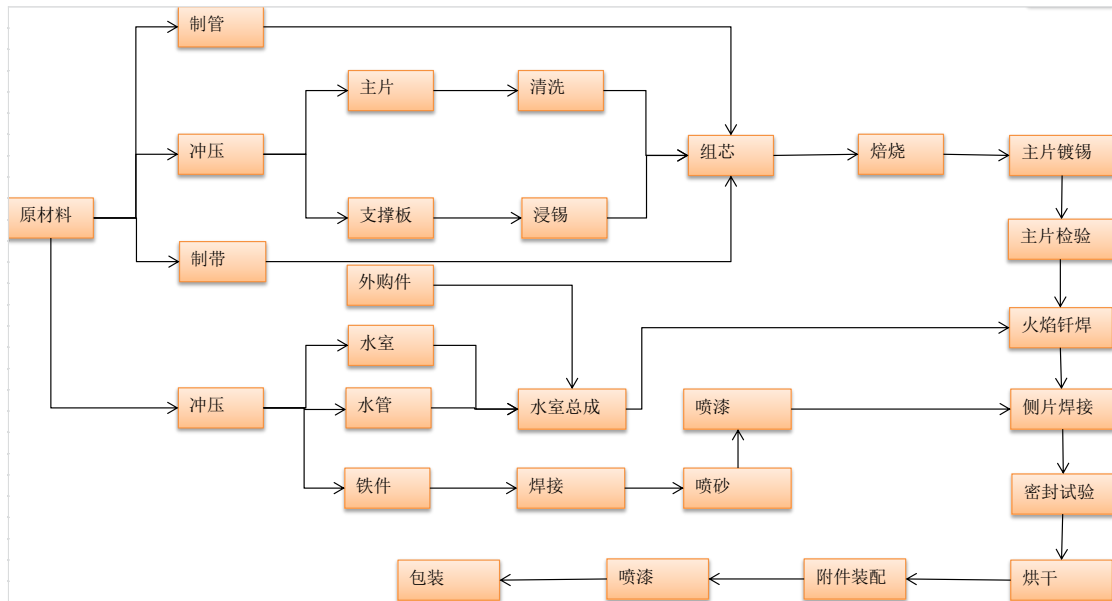 制管
主片
清洗
冲压
组芯
焙烧
主片镀锡
原材料
支撑板
浸锡
主片检验
制带
外购件
火焰钎焊
水室
冲压
水管
水室总成
喷漆
侧片焊接
铁件
焊接
喷砂
密封试验
包装
喷漆
附件装配
烘干